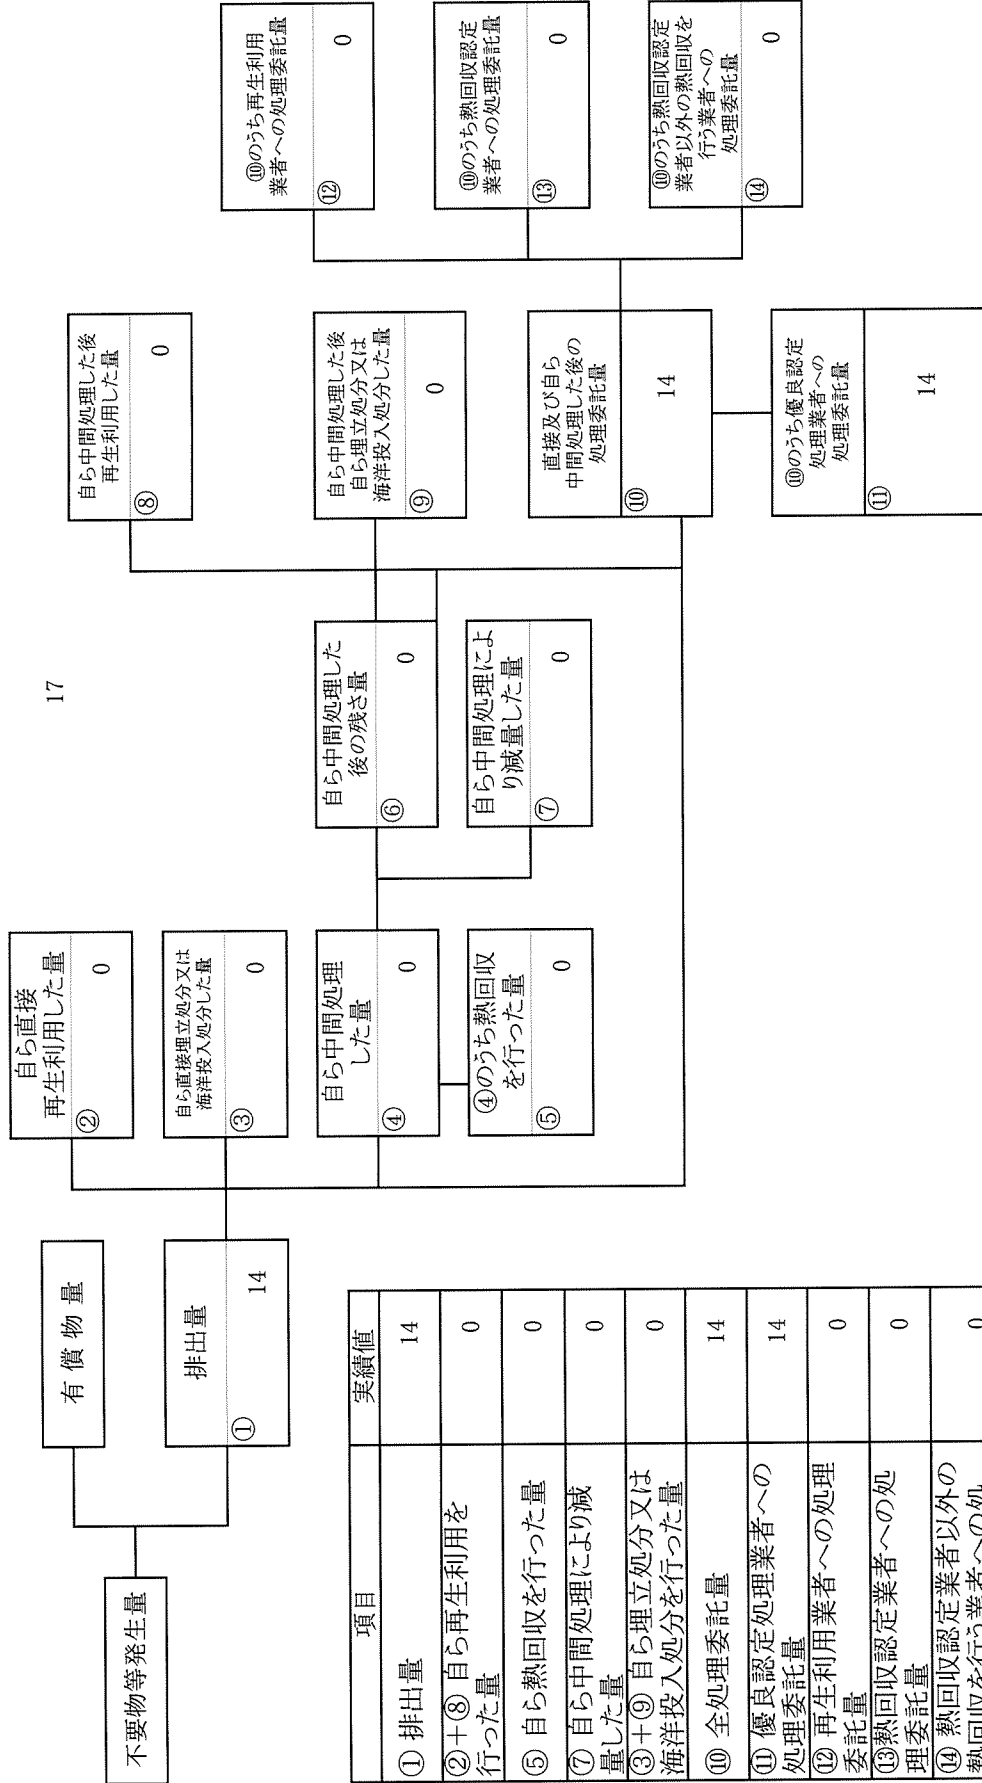 17
不要物等発生量
有償物量
排出量
①
14
自ら直接
再生利用した量
②
0
自ら直接埋立処分又は
海洋投入処分した量
③
0
自ら中間処理
した量
④
0
④のうち熱回収
を行った量
⑤
0
自ら中間処理した
後の残さ量
⑥
0
自ら中間処理によ
り減量した量
⑦
0
自ら中間処理した後
再生利用した量
⑧
0
自ら中間処理した後
自ら埋立処分又は
海洋投入処分した量
⑨
0
直接及び自ら
中間処理した後の
処理委託量
⑩
14
⑩のうち優良認定
処理業者への
処理委託量
⑪
14
⑩のうち再生利用
業者への処理委託量
⑫
0
⑩のうち熱回収認定
業者への処理委託量
⑬
0
⑩のうち熱回収認定
業者以外の熱回収を
行う業者への
処理委託量
⑭
0
項目 実績値
①排出量 14
②+⑧ 自ら再生利用を
行った量 0
⑤ 自ら熱回収を行った量 0
⑦ 自ら中間処理により減
量した量 0
③+⑨ 自ら埋立処分又は
海洋投入処分を行った量 0
⑩ 全処理委託量 14
⑪ 優良認定処理業者への
処理委託量 14
⑫ 再生利用業者への処理
委託量 0
⑬熱回収認定業者への処
理委託量 0
⑭ 熱回収認定業者以外の
熱回収を行う業者への処 0